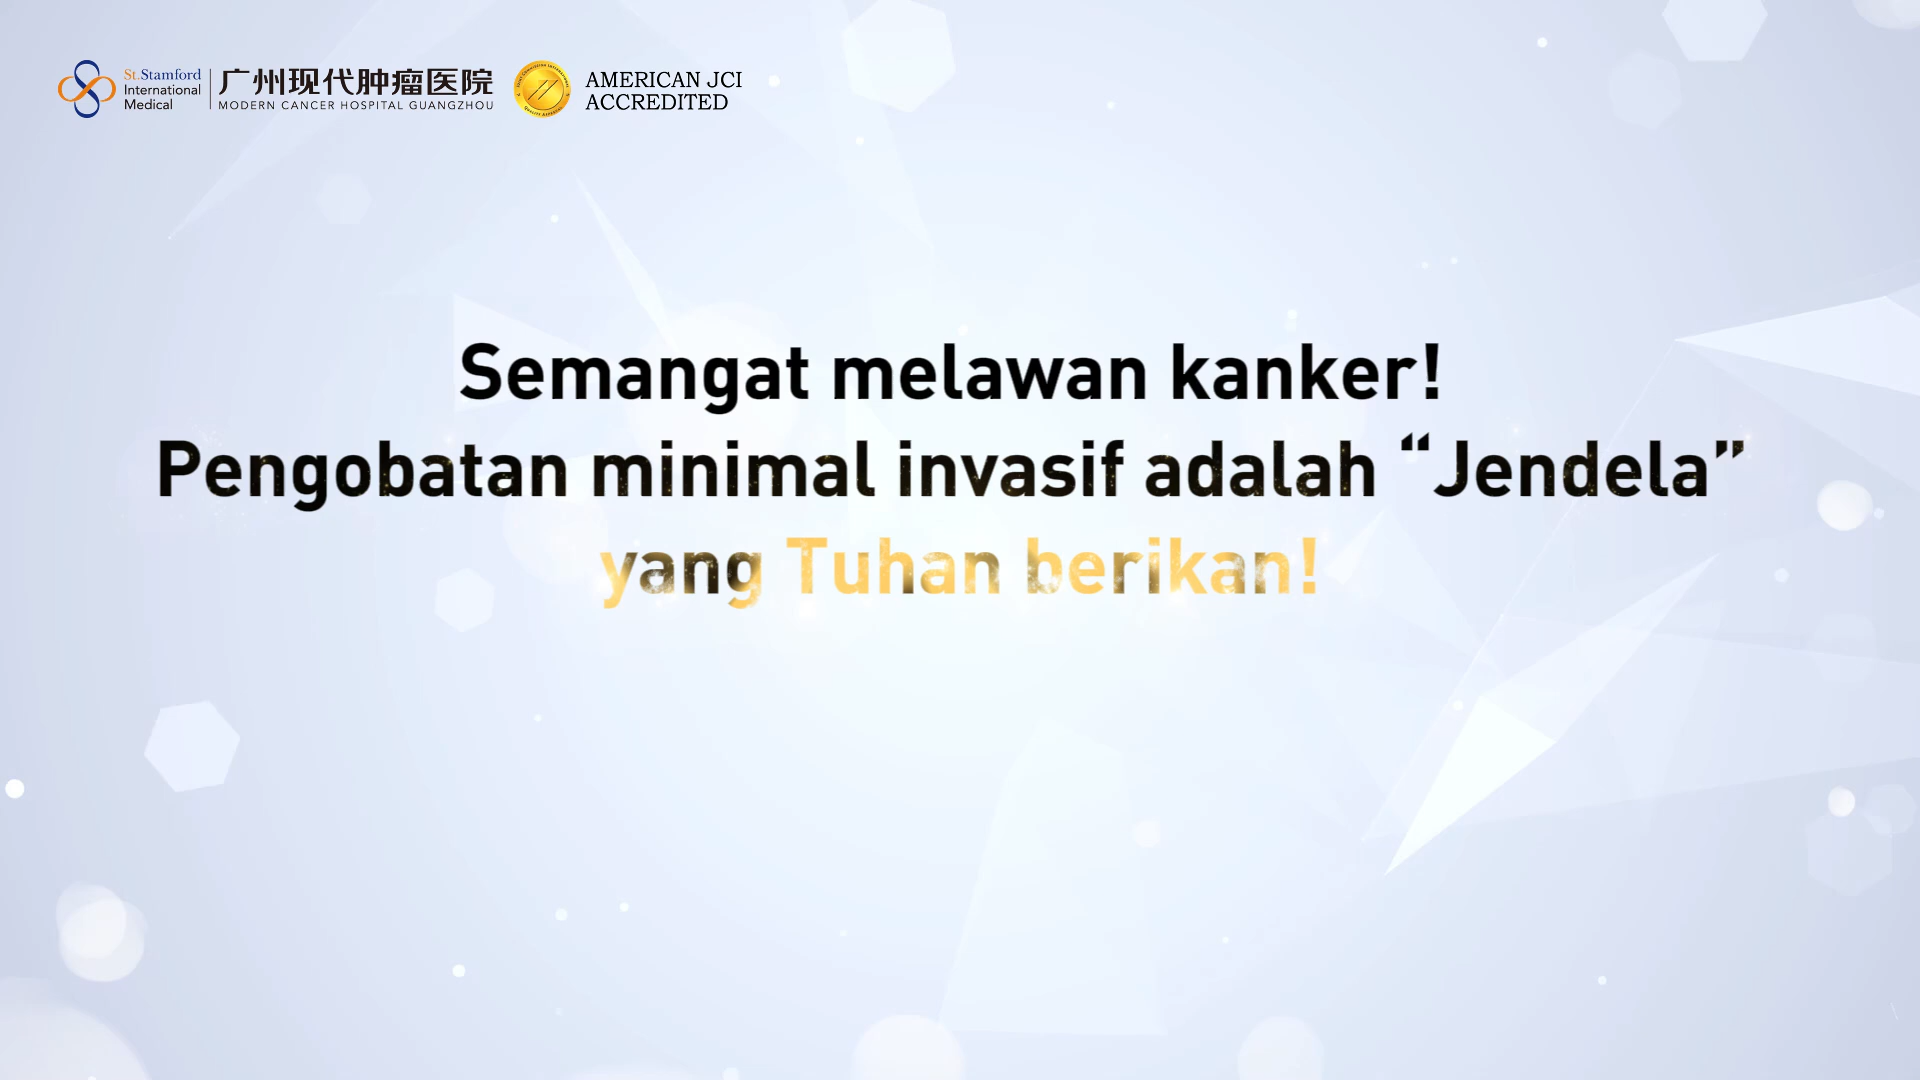 St.Stamford
International
Medical
广州现代肿瘤医院
MODERN CANCER HOSPITAL GUANGZHOU
AMERICAN JCI
ACCREDITED
Semangat melawan kanker!
Pengobatan minimal invasif adalah “Jendela”
yang Tuhan berikan!